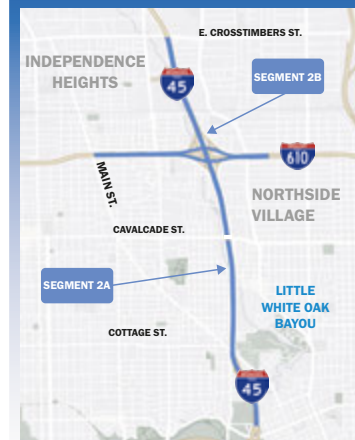 E. CROSSTIMBERS ST.
INDEPENDENCE
HEIGHTS
SEGMENT 2B
45
610
MAIN ST.
NORTHSIDE
VILLAGE
CAVALCADE ST.
SEGMENT 2A
LITTLE
WHITE OAK
BAYOU
COTTAGE ST.
45